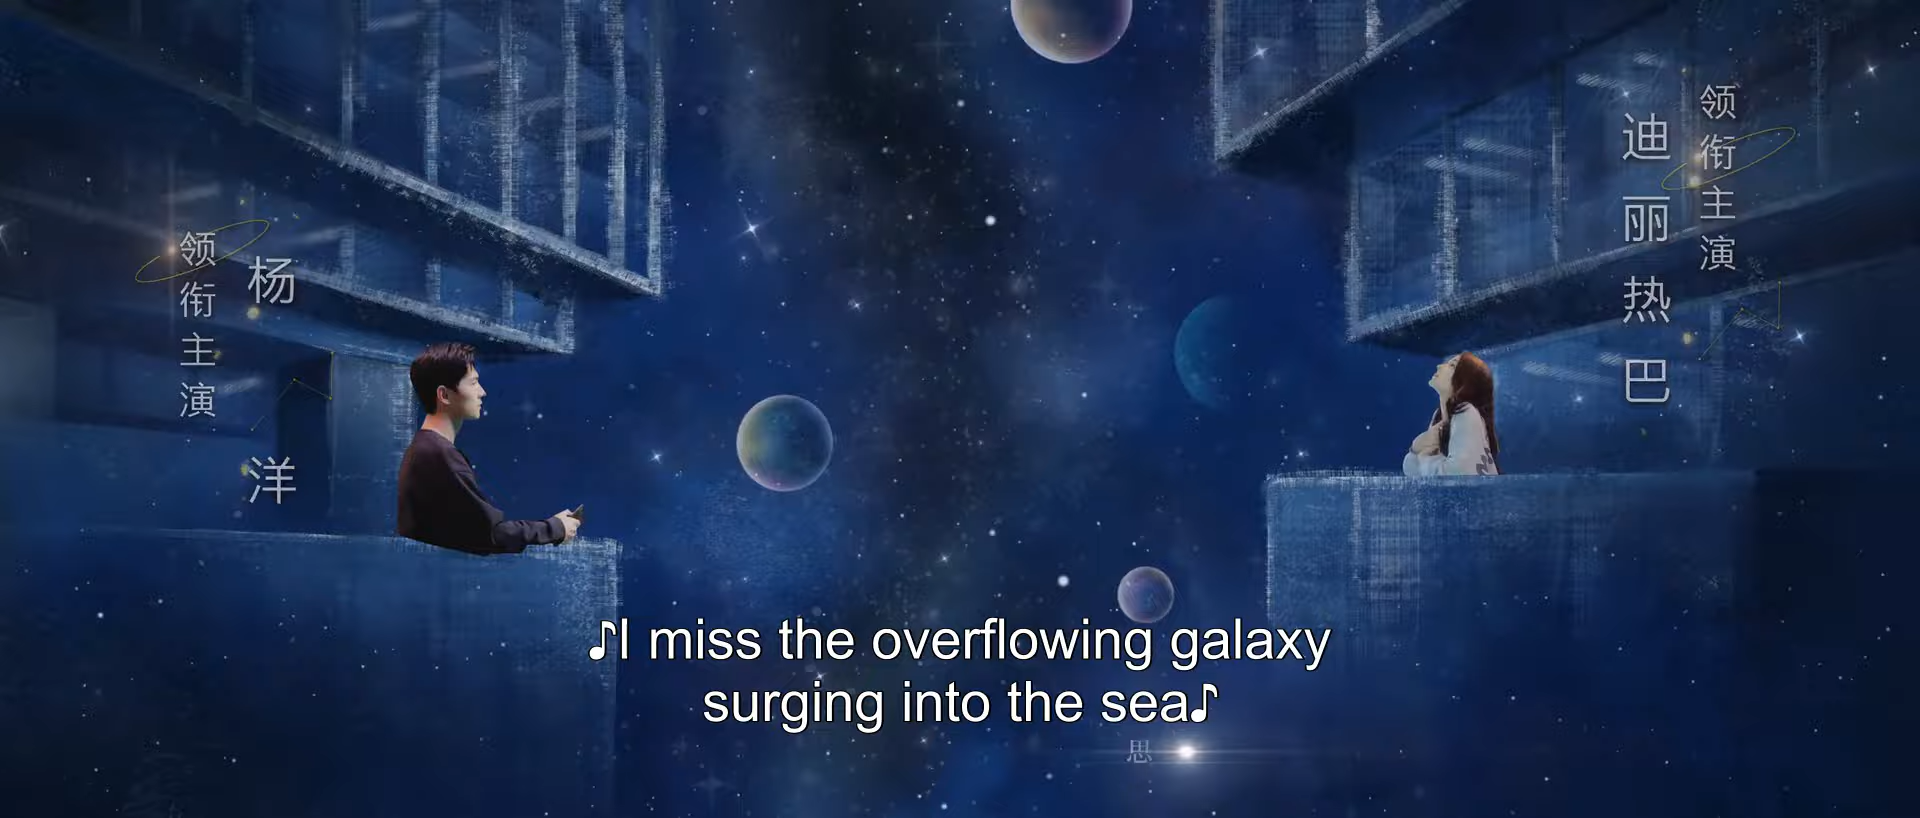 领衔主演
杨洋
领衔主演
迪丽热巴
♪I miss the overflowing galaxy
surging into the sea♪
思